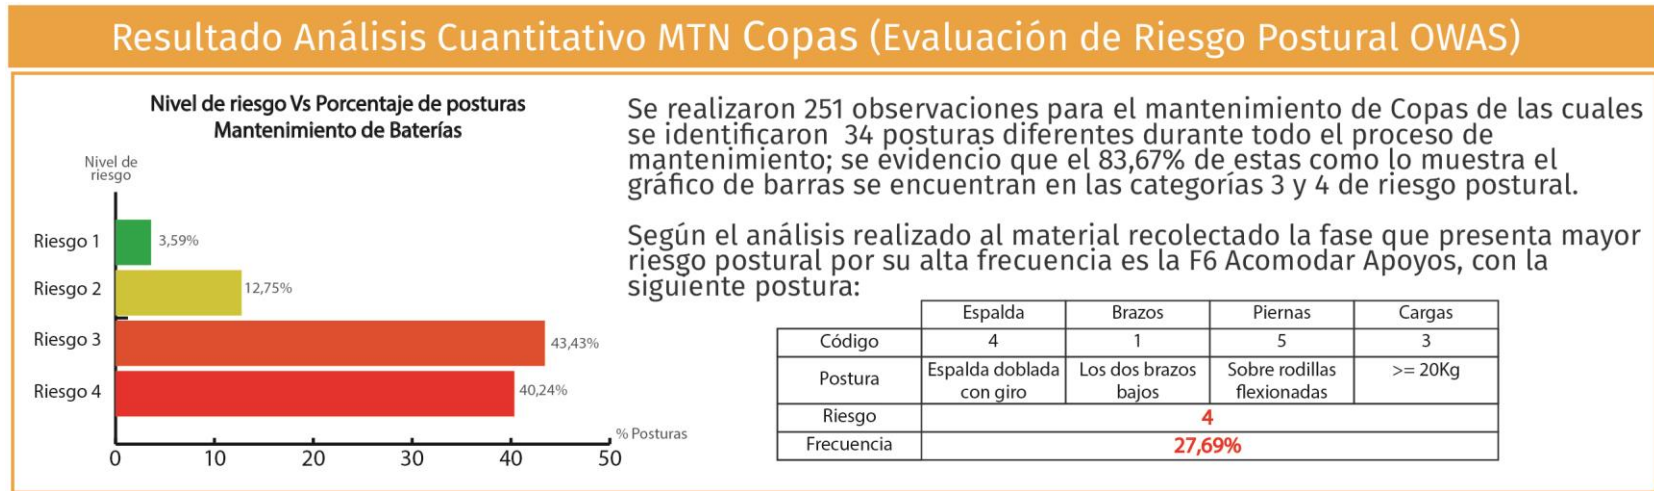 Resultado Análisis Cuantitativo MTN Copas (Evaluación de Riesgo Postural OWAS)
Nivel de riesgo Vs Porcentaje de posturas
Mantenimiento de Baterías
Nivel de
riesgo
Riesgo 1
3,59%
Riesgo 2
12,75%
Riesgo 3
43,43%
Riesgo 4
40,24%
% Posturas
0 10 20 30 40 50
Se realizaron 251 observaciones para el mantenimiento de Copas de las cuales
se identificaron 34 posturas diferentes durante todo el proceso de
mantenimiento; se evidencio que el 83,67% de estas como lo muestra el
gráfico de barras se encuentran en las categorías 3 y 4 de riesgo postural.
Según el análisis realizado al material recolectado la fase que presenta mayor
riesgo postural por su alta frecuencia es la F6 Acomodar Apoyos, con la
siguiente postura:
Espalda Brazos Piernas Cargas
Código 4 1 5 3
Postura Espalda doblada con giro Los dos brazos bajos Sobre rodillas flexionadas >= 20Kg
Riesgo 4
Frecuencia 27,69%